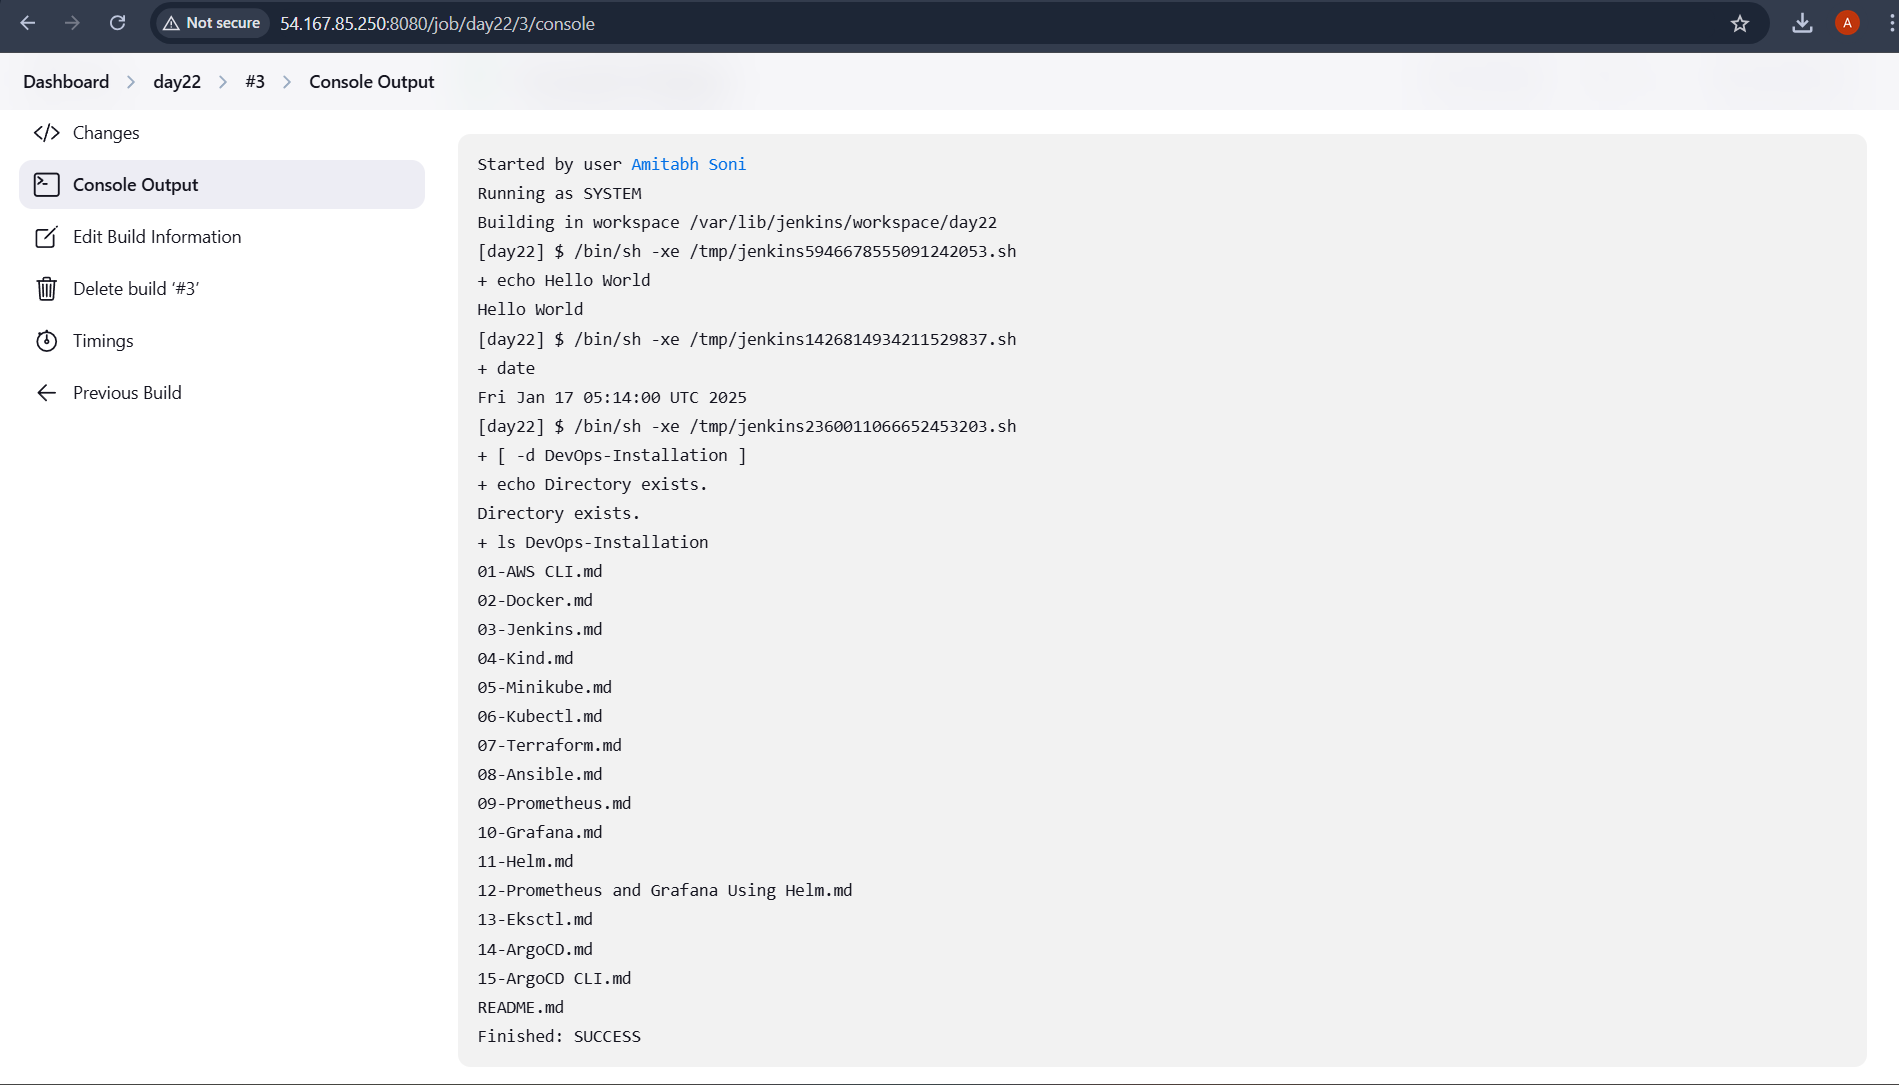 Not secure 54.167.85.250:8080/job/day22/3/console A
Dashboard day22 #3 Console Output
Changes
Console Output
Edit Build Information
Delete build ‘#3’
Timings
Previous Build
Started by user Amitabh Soni
Running as SYSTEM
Building in workspace /var/lib/jenkins/workspace/day22
[day22] $ /bin/sh -xe /tmp/jenkins5946678555091242053.sh
+ echo Hello World
Hello World
[day22] $ /bin/sh -xe /tmp/jenkins1426814934211529837.sh
+ date
Fri Jan 17 05:14:00 UTC 2025
[day22] $ /bin/sh -xe /tmp/jenkins2360011066652453203.sh
+ [ -d DevOps-Installation ]
+ echo Directory exists.
Directory exists.
+ ls DevOps-Installation
01-AWS CLI.md
02-Docker.md
03-Jenkins.md
04-Kind.md
05-Minikube.md
06-Kubectl.md
07-Terraform.md
08-Ansible.md
09-Prometheus.md
10-Grafana.md
11-Helm.md
12-Prometheus and Grafana Using Helm.md
13-Eksctl.md
14-ArgoCD.md
15-ArgoCD CLI.md
README.md
Finished: SUCCESS